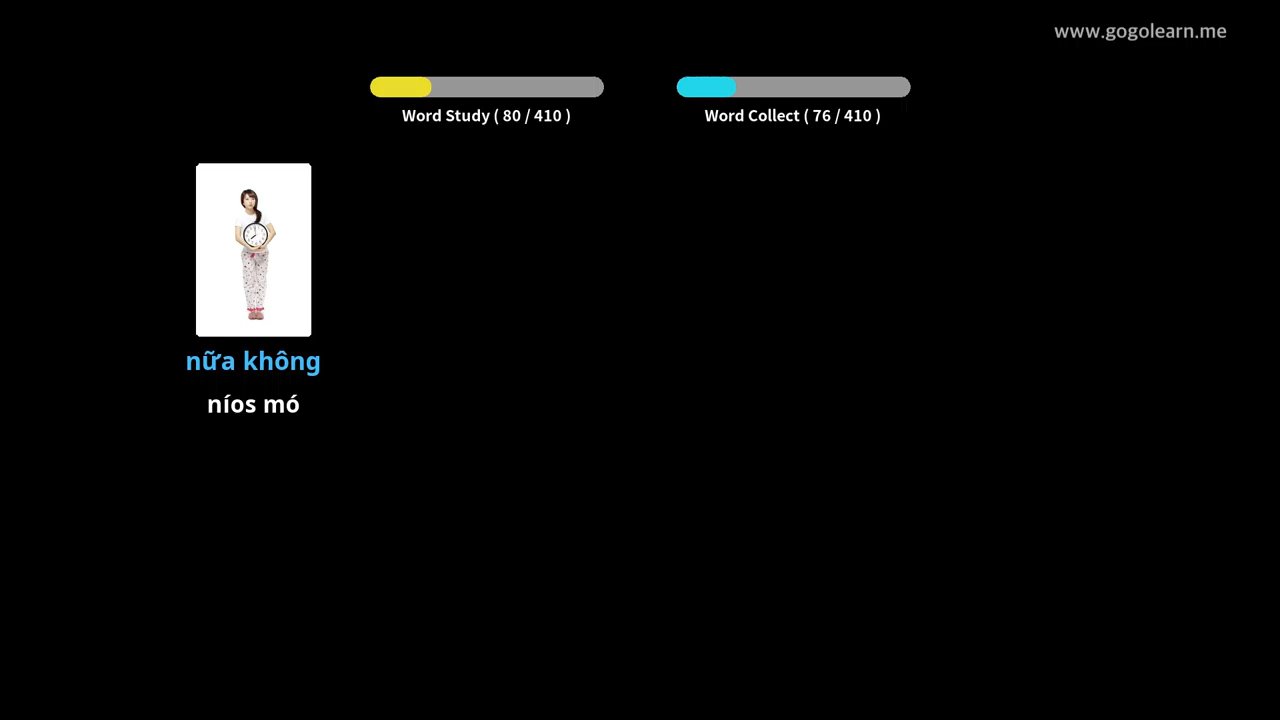 www.gogolearn.me
Word Study ( 80 / 410 )
Word Collect ( 76 / 410 )
nữa không
níos mó